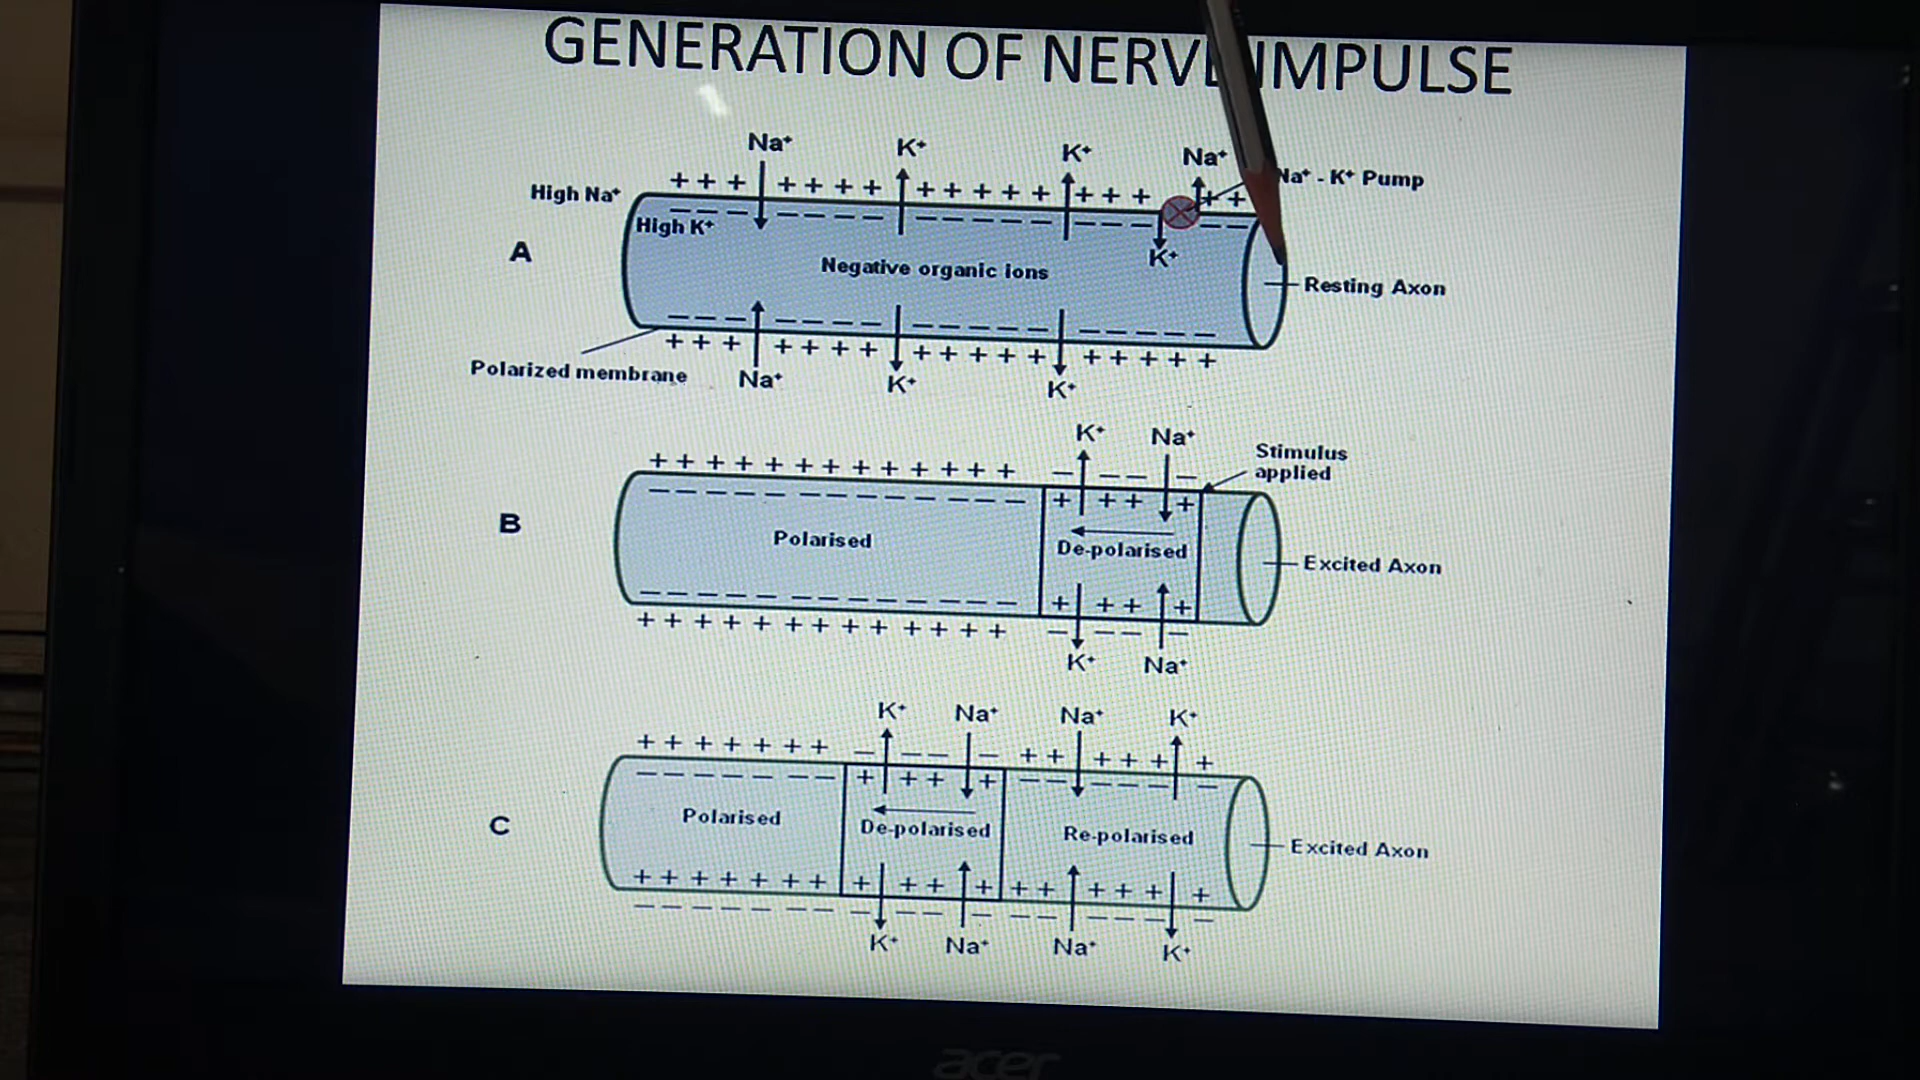 GENERATION OF NERVE IMPULSE
Na⁺ K⁺ K⁺ Na⁺
Na⁺ - K⁺ Pump
+ + + + + + + + + + + + + + + + + +
High Na⁺
– – – – – – – – – – – – – – – – –
High K⁺
A
K⁺
Negative organic ions
Resting Axon
– – – – – – – – – – – – – – – – –
+ + + + + + + + + + + + + + + + +
Polarized membrane
Na⁺ K⁺ K⁺
K⁺ Na⁺
Stimulus
applied
+ + + + + + + + + + + + + – – – –
– – – – – – – – – – – – – + + + +
B
Polarised
De-polarised
Excited Axon
– – – – – – – – – – – – – + + + +
+ + + + + + + + + + + + + – – – –
K⁺ Na⁺
K⁺ Na⁺ Na⁺ K⁺
+ + + + + + + – – – – + + + + + +
– – – – – – – + + + + – – – – – –
C
Polarised
De-polarised
Re-polarised
Excited Axon
+ + + + + + + + + + + + + + + + +
– – – – – – – – – – – – – – – – –
K⁺ Na⁺ Na⁺ K⁺
acer